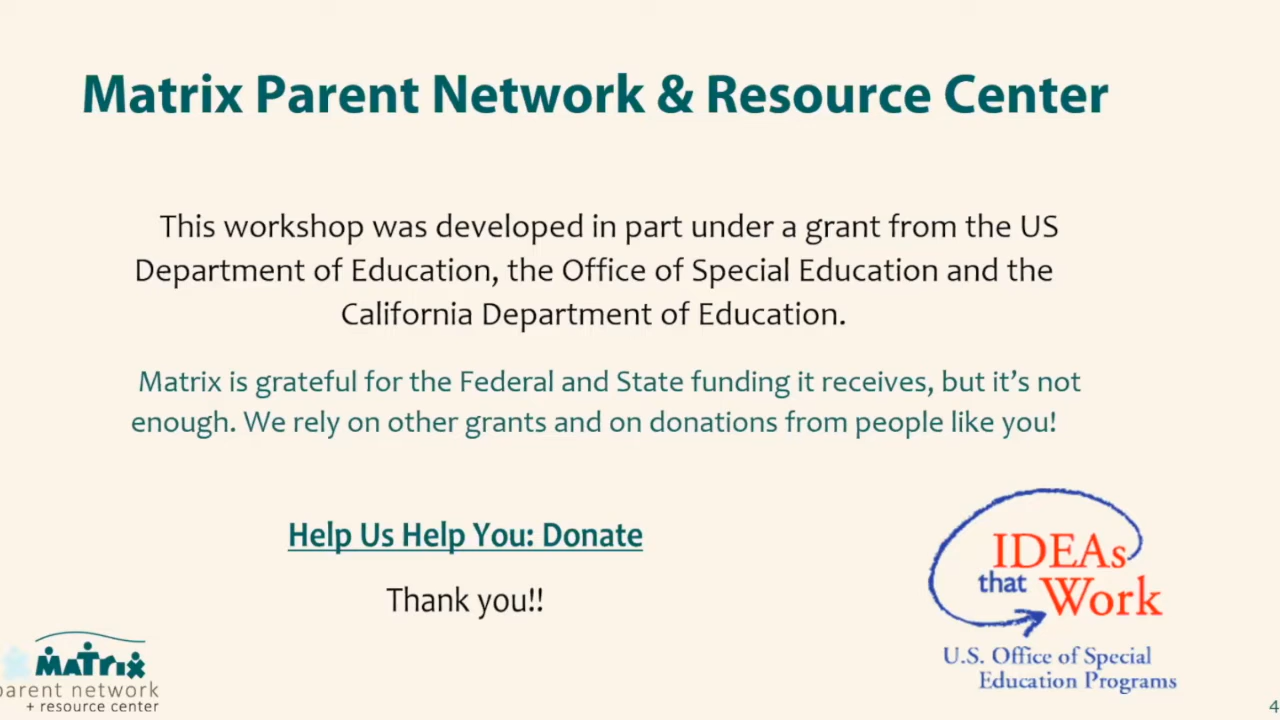 Matrix Parent Network & Resource Center
This workshop was developed in part under a grant from the US
Department of Education, the Office of Special Education and the
California Department of Education.
Matrix is grateful for the Federal and State funding it receives, but it's not
enough. We rely on other grants and on donations from people like you!
Help Us Help You: Donate
Thank you!!
IDEAs
that Work
U.S. Office of Special
Education Programs
MATRIX
parent network
+ resource center
4